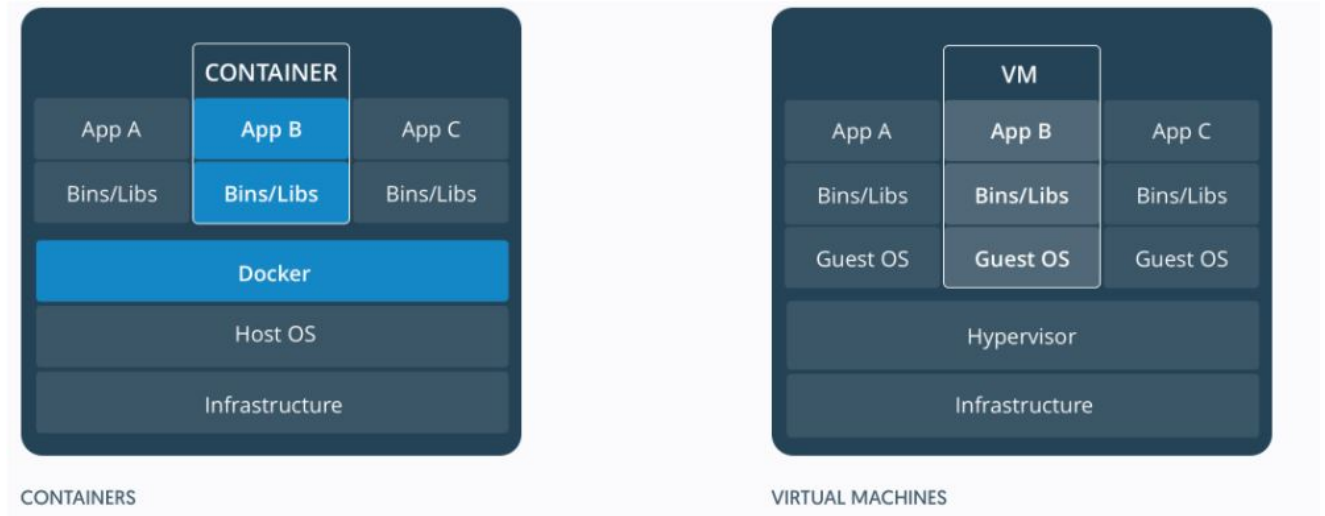 CONTAINER
App A App B App C
Bins/Libs Bins/Libs Bins/Libs
Docker
Host OS
Infrastructure
CONTAINERS
VM
App A App B App C
Bins/Libs Bins/Libs Bins/Libs
Guest OS Guest OS Guest OS
Hypervisor
Infrastructure
VIRTUAL MACHINES